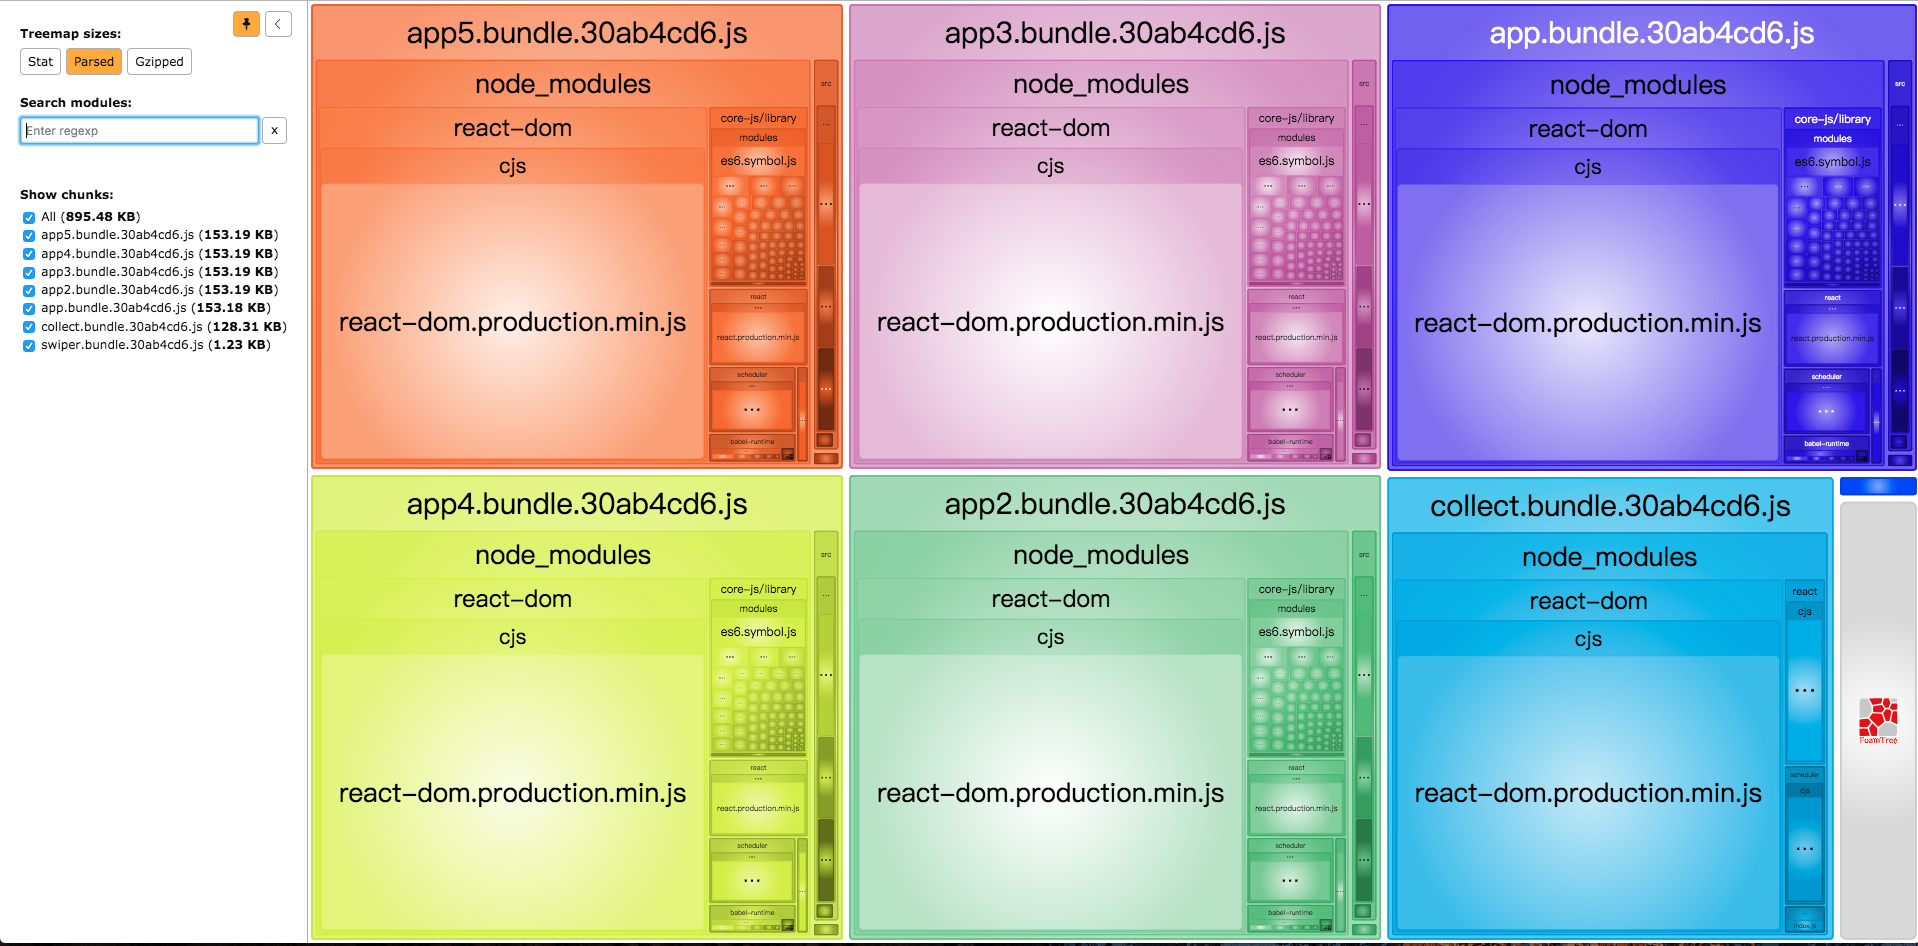 Treemap sizes:
Stat
Parsed
Gzipped
Search modules:
Enter regexp
x
Show chunks:
All (895.48 KB)
app5.bundle.30ab4cd6.js (153.19 KB)
app4.bundle.30ab4cd6.js (153.19 KB)
app3.bundle.30ab4cd6.js (153.19 KB)
app2.bundle.30ab4cd6.js (153.19 KB)
app.bundle.30ab4cd6.js (153.18 KB)
collect.bundle.30ab4cd6.js (128.31 KB)
swiper.bundle.30ab4cd6.js (1.23 KB)
app5.bundle.30ab4cd6.js
node_modules
src
react-dom
core-js/library
modules
cjs
es6.symbol.js
react-dom.production.min.js
react
react.production.min.js
scheduler
...
babel-runtime
app3.bundle.30ab4cd6.js
node_modules
src
react-dom
core-js/library
modules
cjs
es6.symbol.js
react-dom.production.min.js
react
react.production.min.js
scheduler
...
babel-runtime
app.bundle.30ab4cd6.js
node_modules
src
react-dom
core-js/library
modules
cjs
es6.symbol.js
react-dom.production.min.js
react
react.production.min.js
scheduler
...
babel-runtime
app4.bundle.30ab4cd6.js
node_modules
src
react-dom
core-js/library
modules
cjs
es6.symbol.js
react-dom.production.min.js
react
react.production.min.js
scheduler
...
babel-runtime
app2.bundle.30ab4cd6.js
node_modules
src
react-dom
core-js/library
modules
cjs
es6.symbol.js
react-dom.production.min.js
react
react.production.min.js
scheduler
...
babel-runtime
collect.bundle.30ab4cd6.js
node_modules
react-dom
react
cjs
cjs
...
react-dom.production.min.js
scheduler
cjs
...
index.js
FoamTree